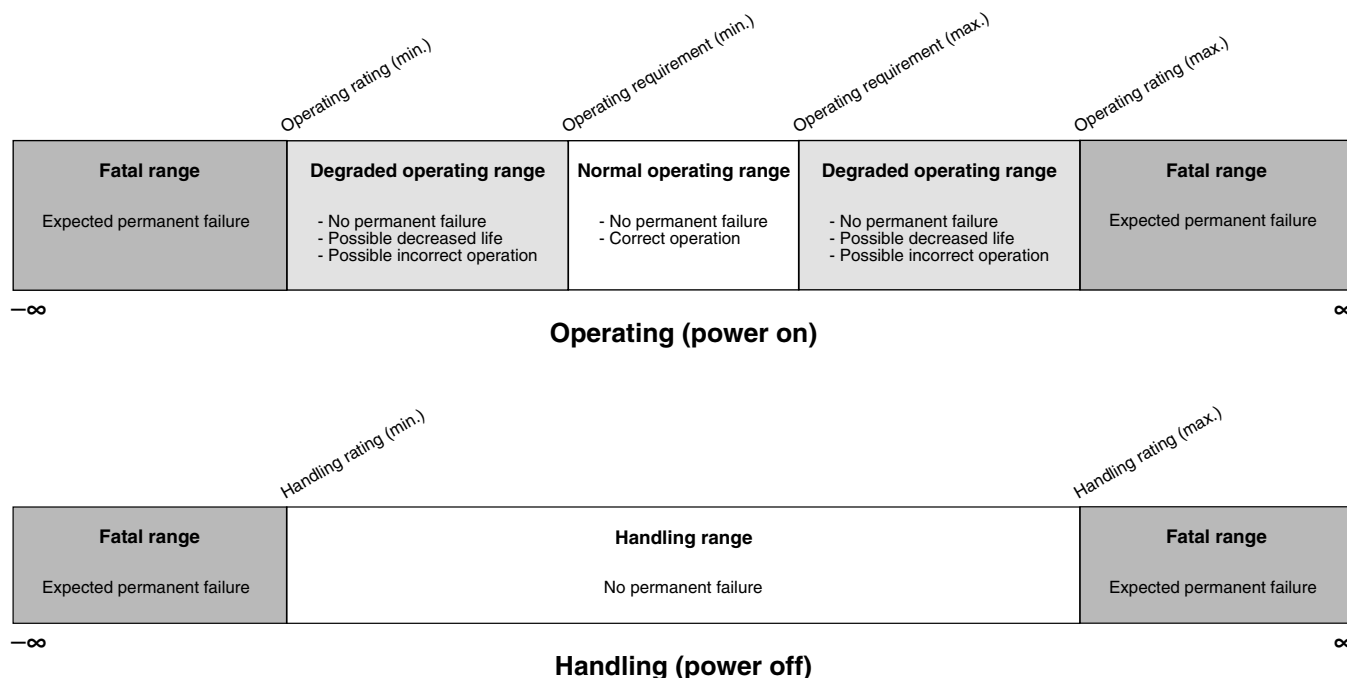 Operating rating (min.)
Operating requirement (min.)
Operating requirement (max.)
Operating rating (max.)
Fatal range
Expected permanent failure
Degraded operating range
- No permanent failure
- Possible decreased life
- Possible incorrect operation
Normal operating range
- No permanent failure
- Correct operation
Degraded operating range
- No permanent failure
- Possible decreased life
- Possible incorrect operation
Fatal range
Expected permanent failure
–∞
∞
Operating (power on)
Handling rating (min.)
Handling rating (max.)
Fatal range
Expected permanent failure
Handling range
No permanent failure
Fatal range
Expected permanent failure
–∞
∞
Handling (power off)